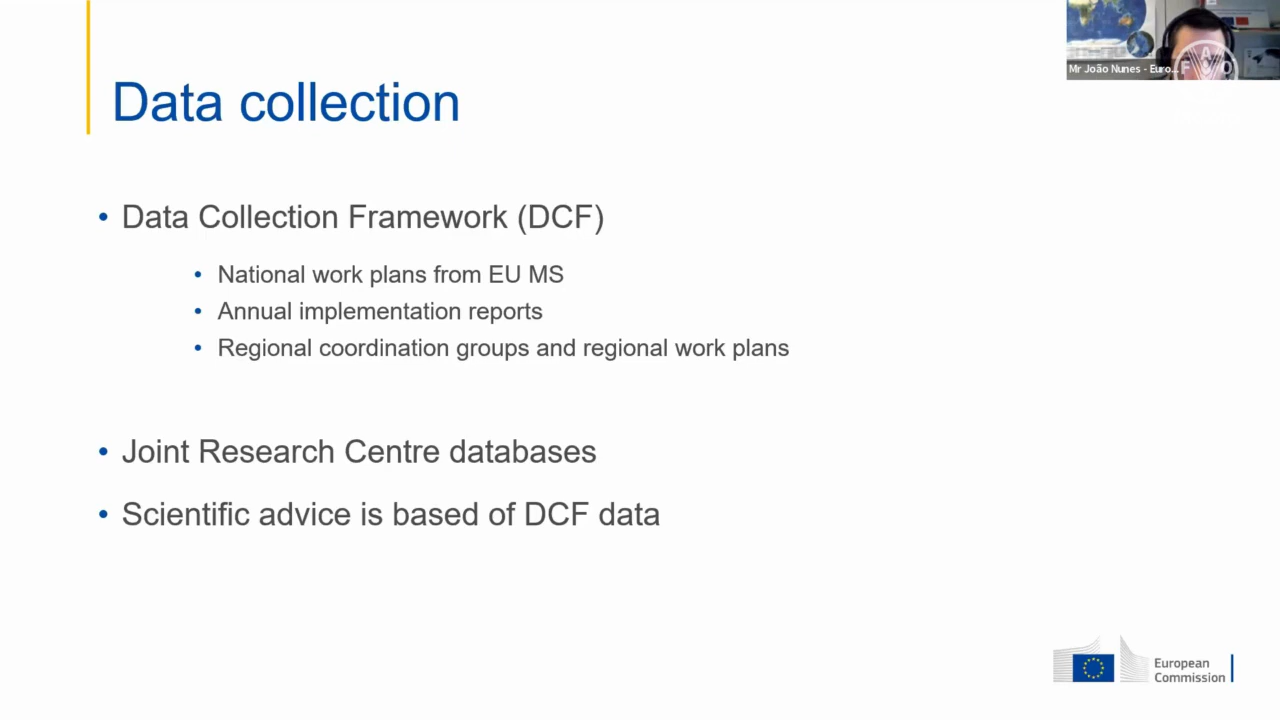 Mr João Nunes - Euro...
FAO
Data collection
• Data Collection Framework (DCF)
• National work plans from EU MS
• Annual implementation reports
• Regional coordination groups and regional work plans
• Joint Research Centre databases
• Scientific advice is based of DCF data
European
Commission